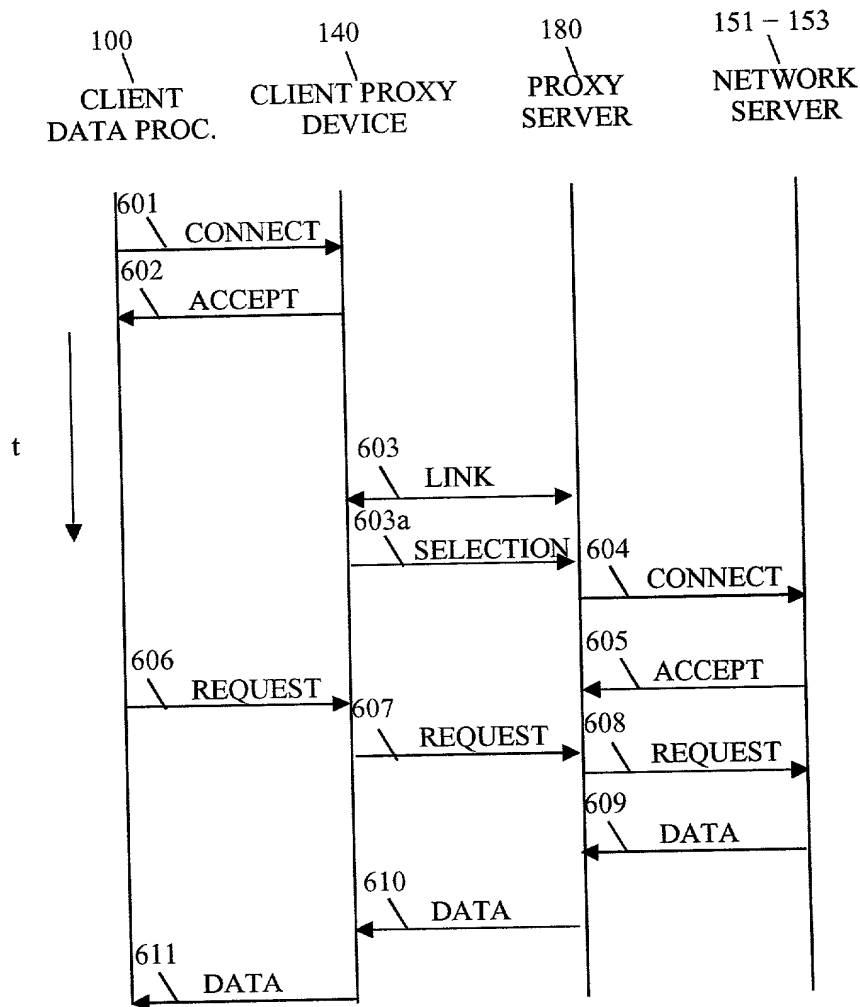 100
140
180
151 – 153
CLIENT
DATA PROC.
CLIENT PROXY
DEVICE
PROXY
SERVER
NETWORK
SERVER
601
CONNECT
602
ACCEPT
t
603
LINK
603a
SELECTION
604
CONNECT
605
ACCEPT
606
REQUEST
607
REQUEST
608
REQUEST
609
DATA
610
DATA
611
DATA